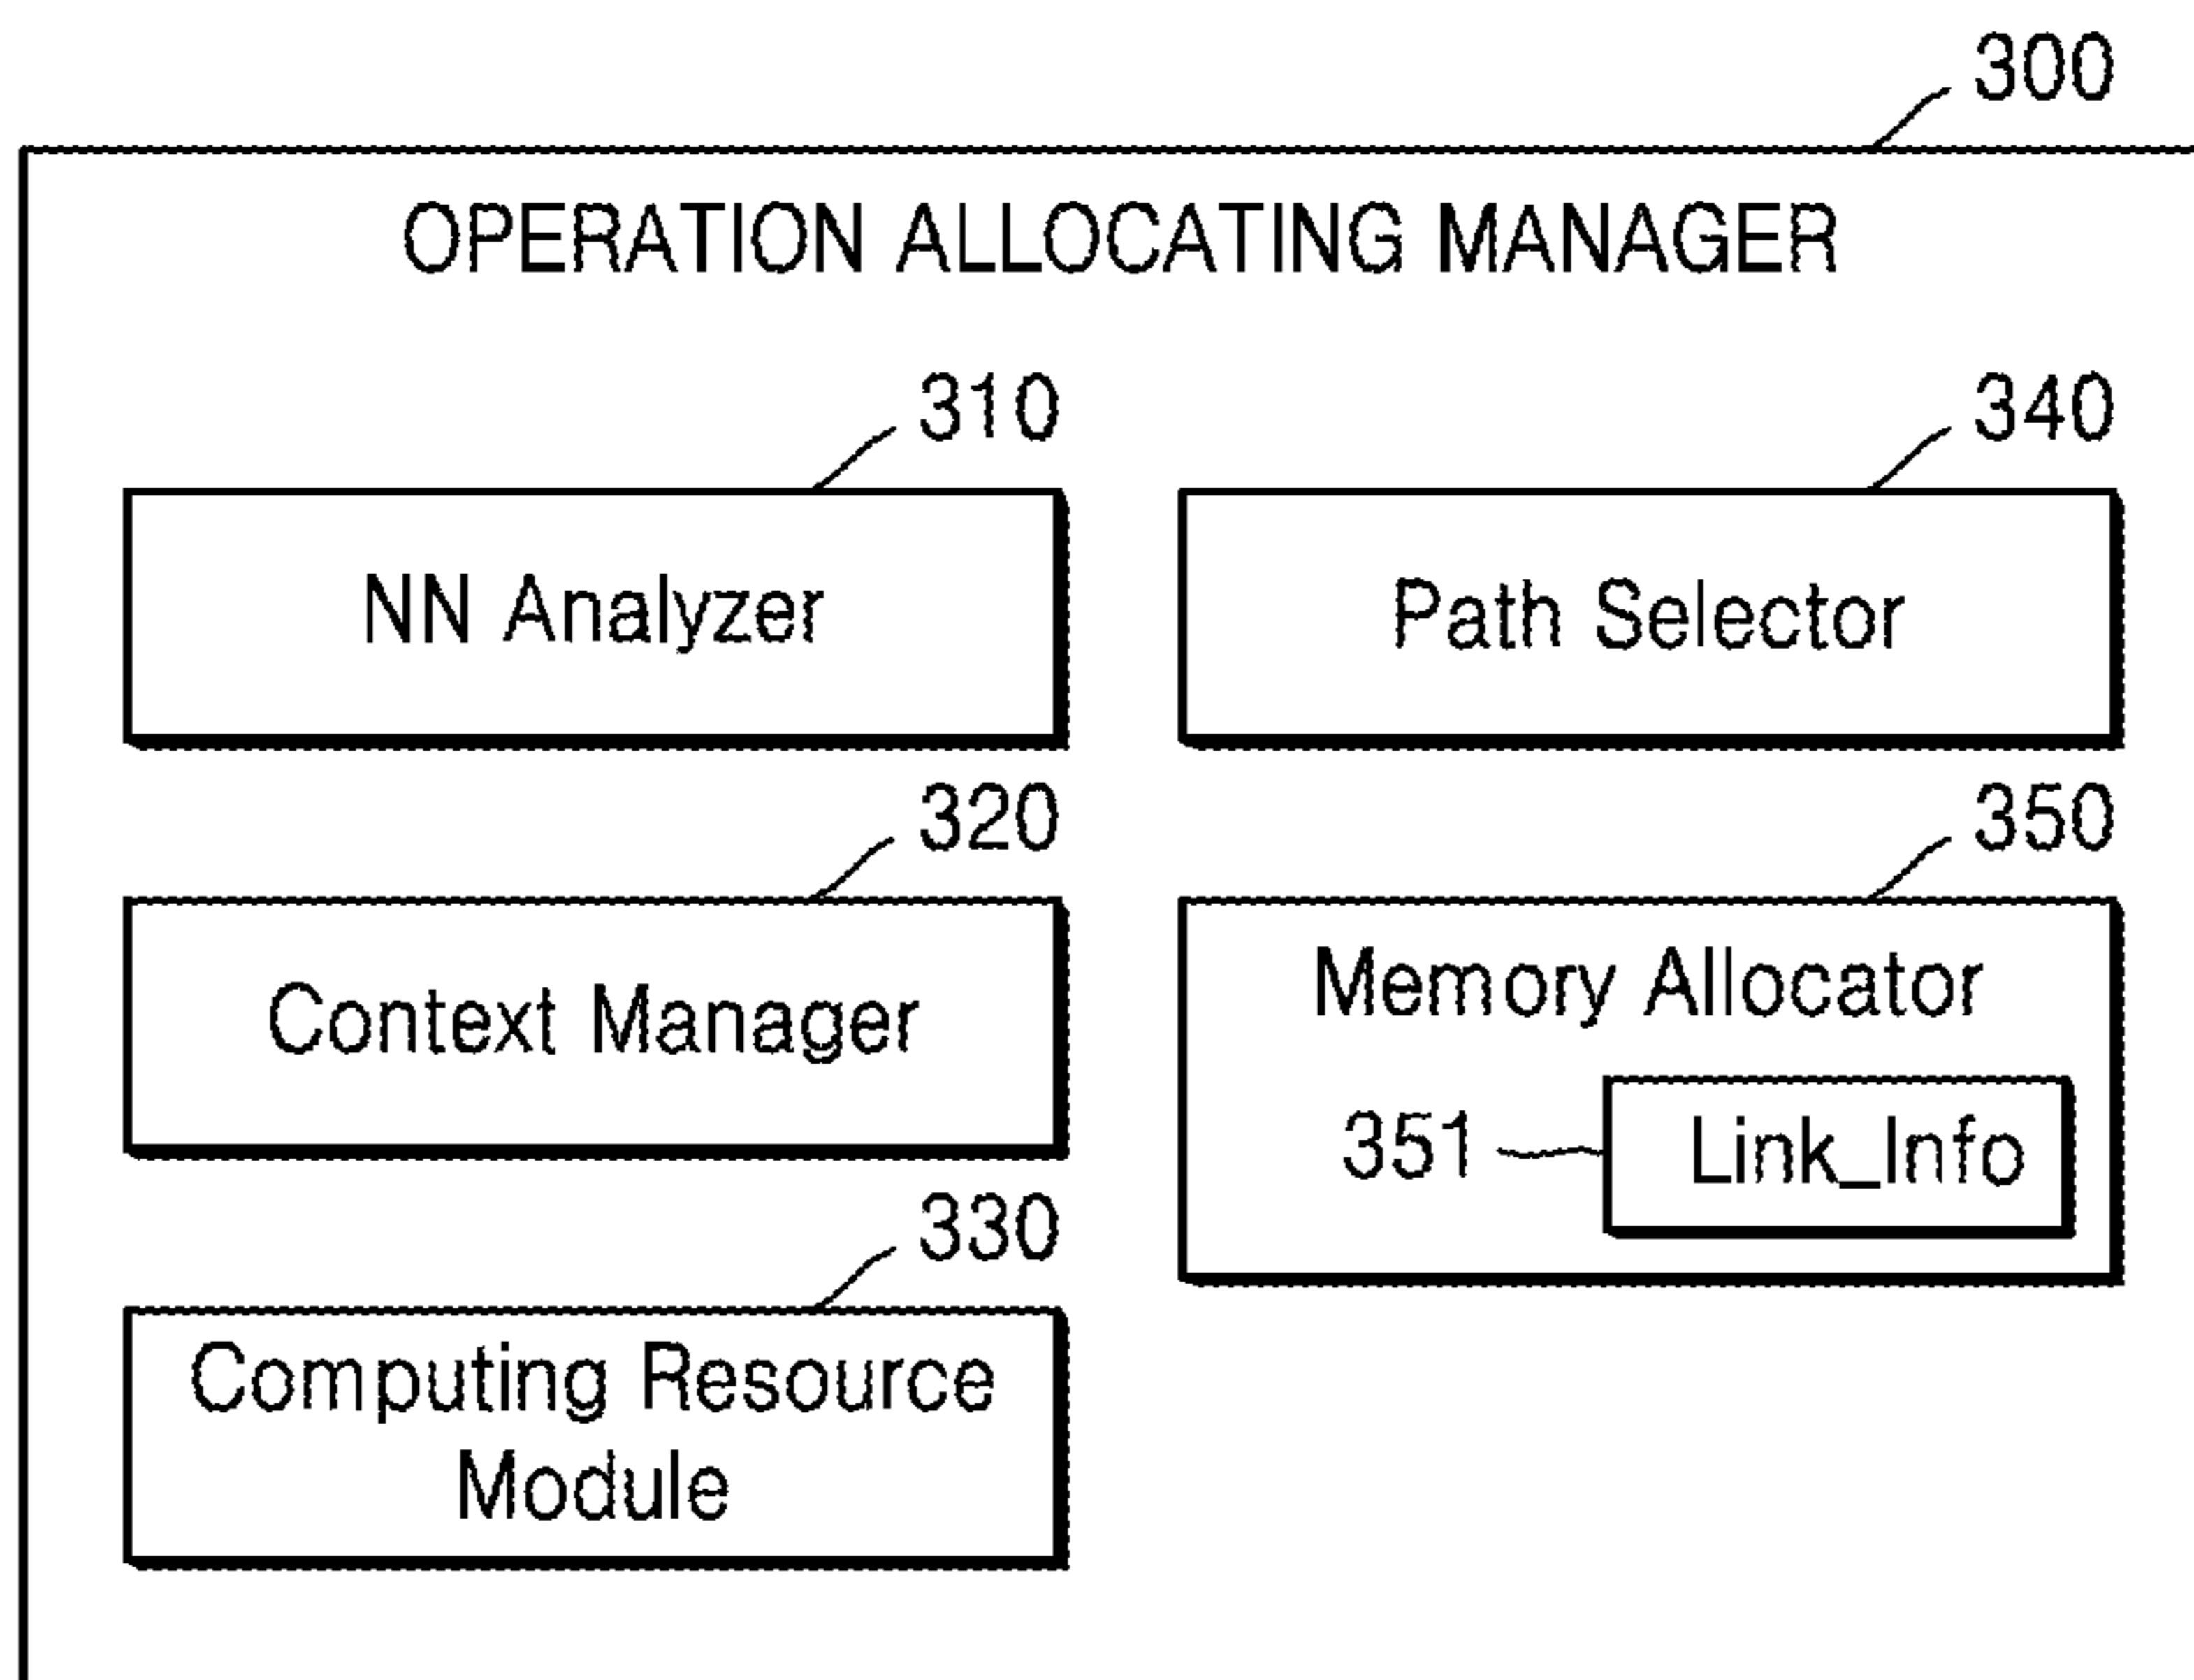 300
OPERATION ALLOCATING MANAGER
310
NN Analyzer
320
Context Manager
330
Computing Resource
Module
340
Path Selector
350
Memory Allocator
351
Link_Info